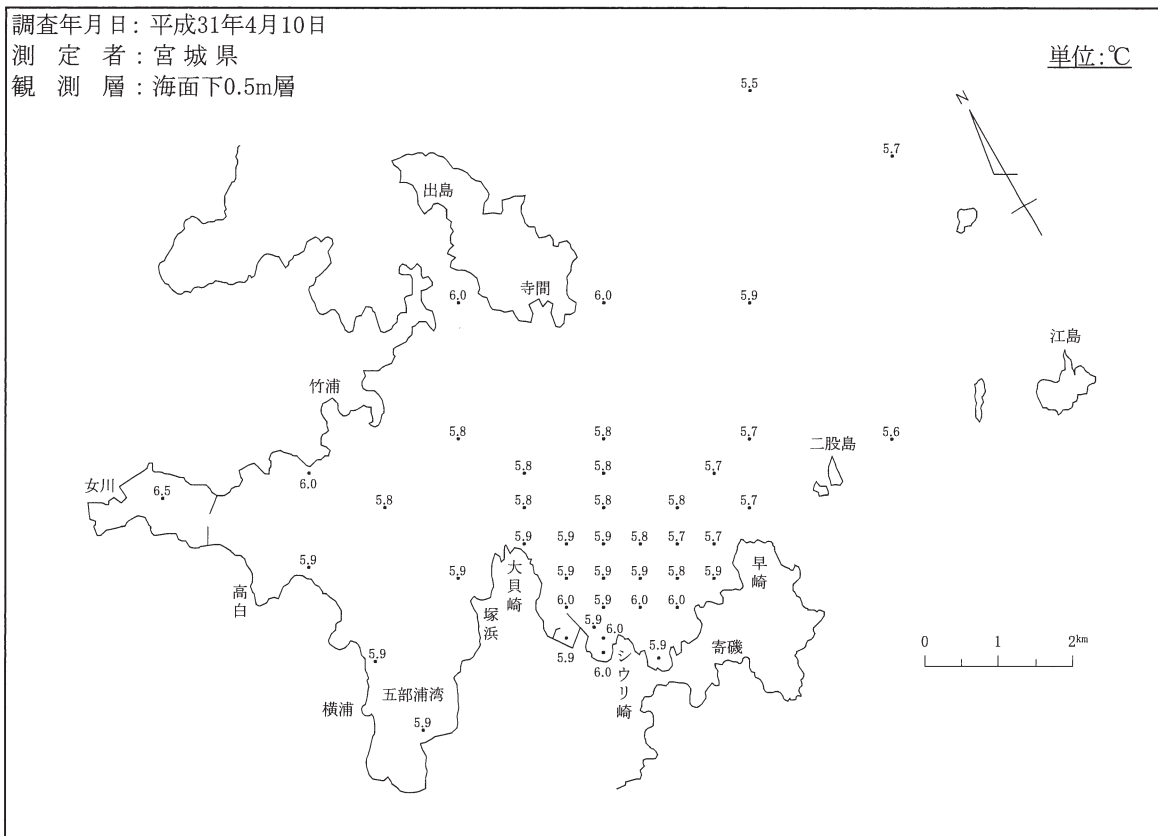 調査年月日：平成31年4月10日
測定者：宮城県
観測層：海面下0.5m層
単位：℃
5.5
N
5.7
出島
寺間
6.0 6.0 5.9
江島
竹浦
5.8 5.8 5.7 5.6
二股島
5.8 5.8 5.7
女川
6.5 6.0
5.8 5.8 5.8 5.8 5.7
5.9 5.9 5.9 5.8 5.7 5.7
5.9 5.9 5.9 5.9 5.9 5.8 5.9
高白
大貝崎
早崎
塚浜
6.0 5.9 6.0 6.0
5.9 6.0
5.9 6.0 5.9
シウリ崎
寄磯
0 1 2km
5.9
五部浦湾
横浦
5.9